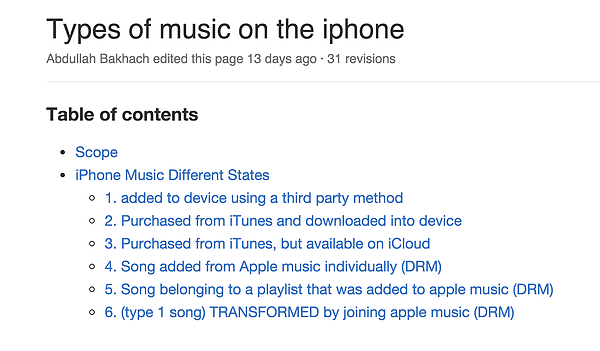 Types of music on the iphone
Abdullah Bakhach edited this page 13 days ago · 31 revisions
Table of contents
Scope
iPhone Music Different States
1. added to device using a third party method
2. Purchased from iTunes and downloaded into device
3. Purchased from iTunes, but available on iCloud
4. Song added from Apple music individually (DRM)
5. Song belonging to a playlist that was added to apple music (DRM)
6. (type 1 song) TRANSFORMED by joining apple music (DRM)